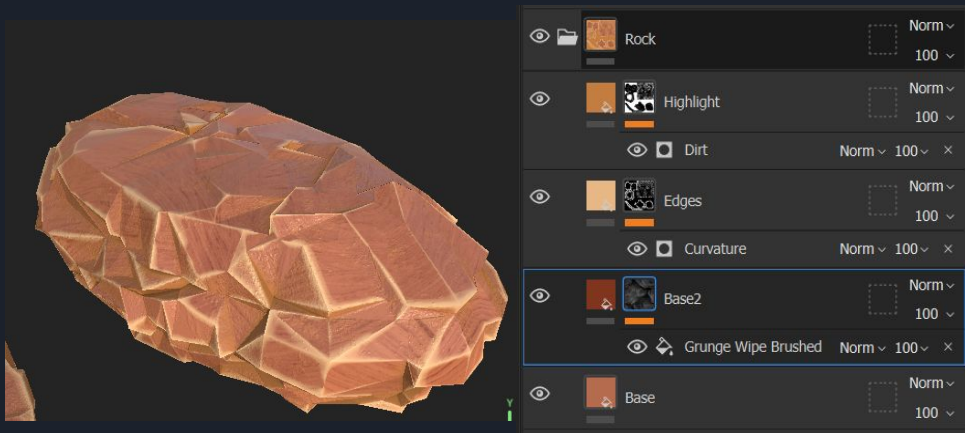 Rock
Norm
100
Highlight
Norm
100
Dirt Norm 100
Edges
Norm
100
Curvature Norm 100
Base2
Norm
100
Grunge Wipe Brushed Norm 100
Base
Norm
100
Y